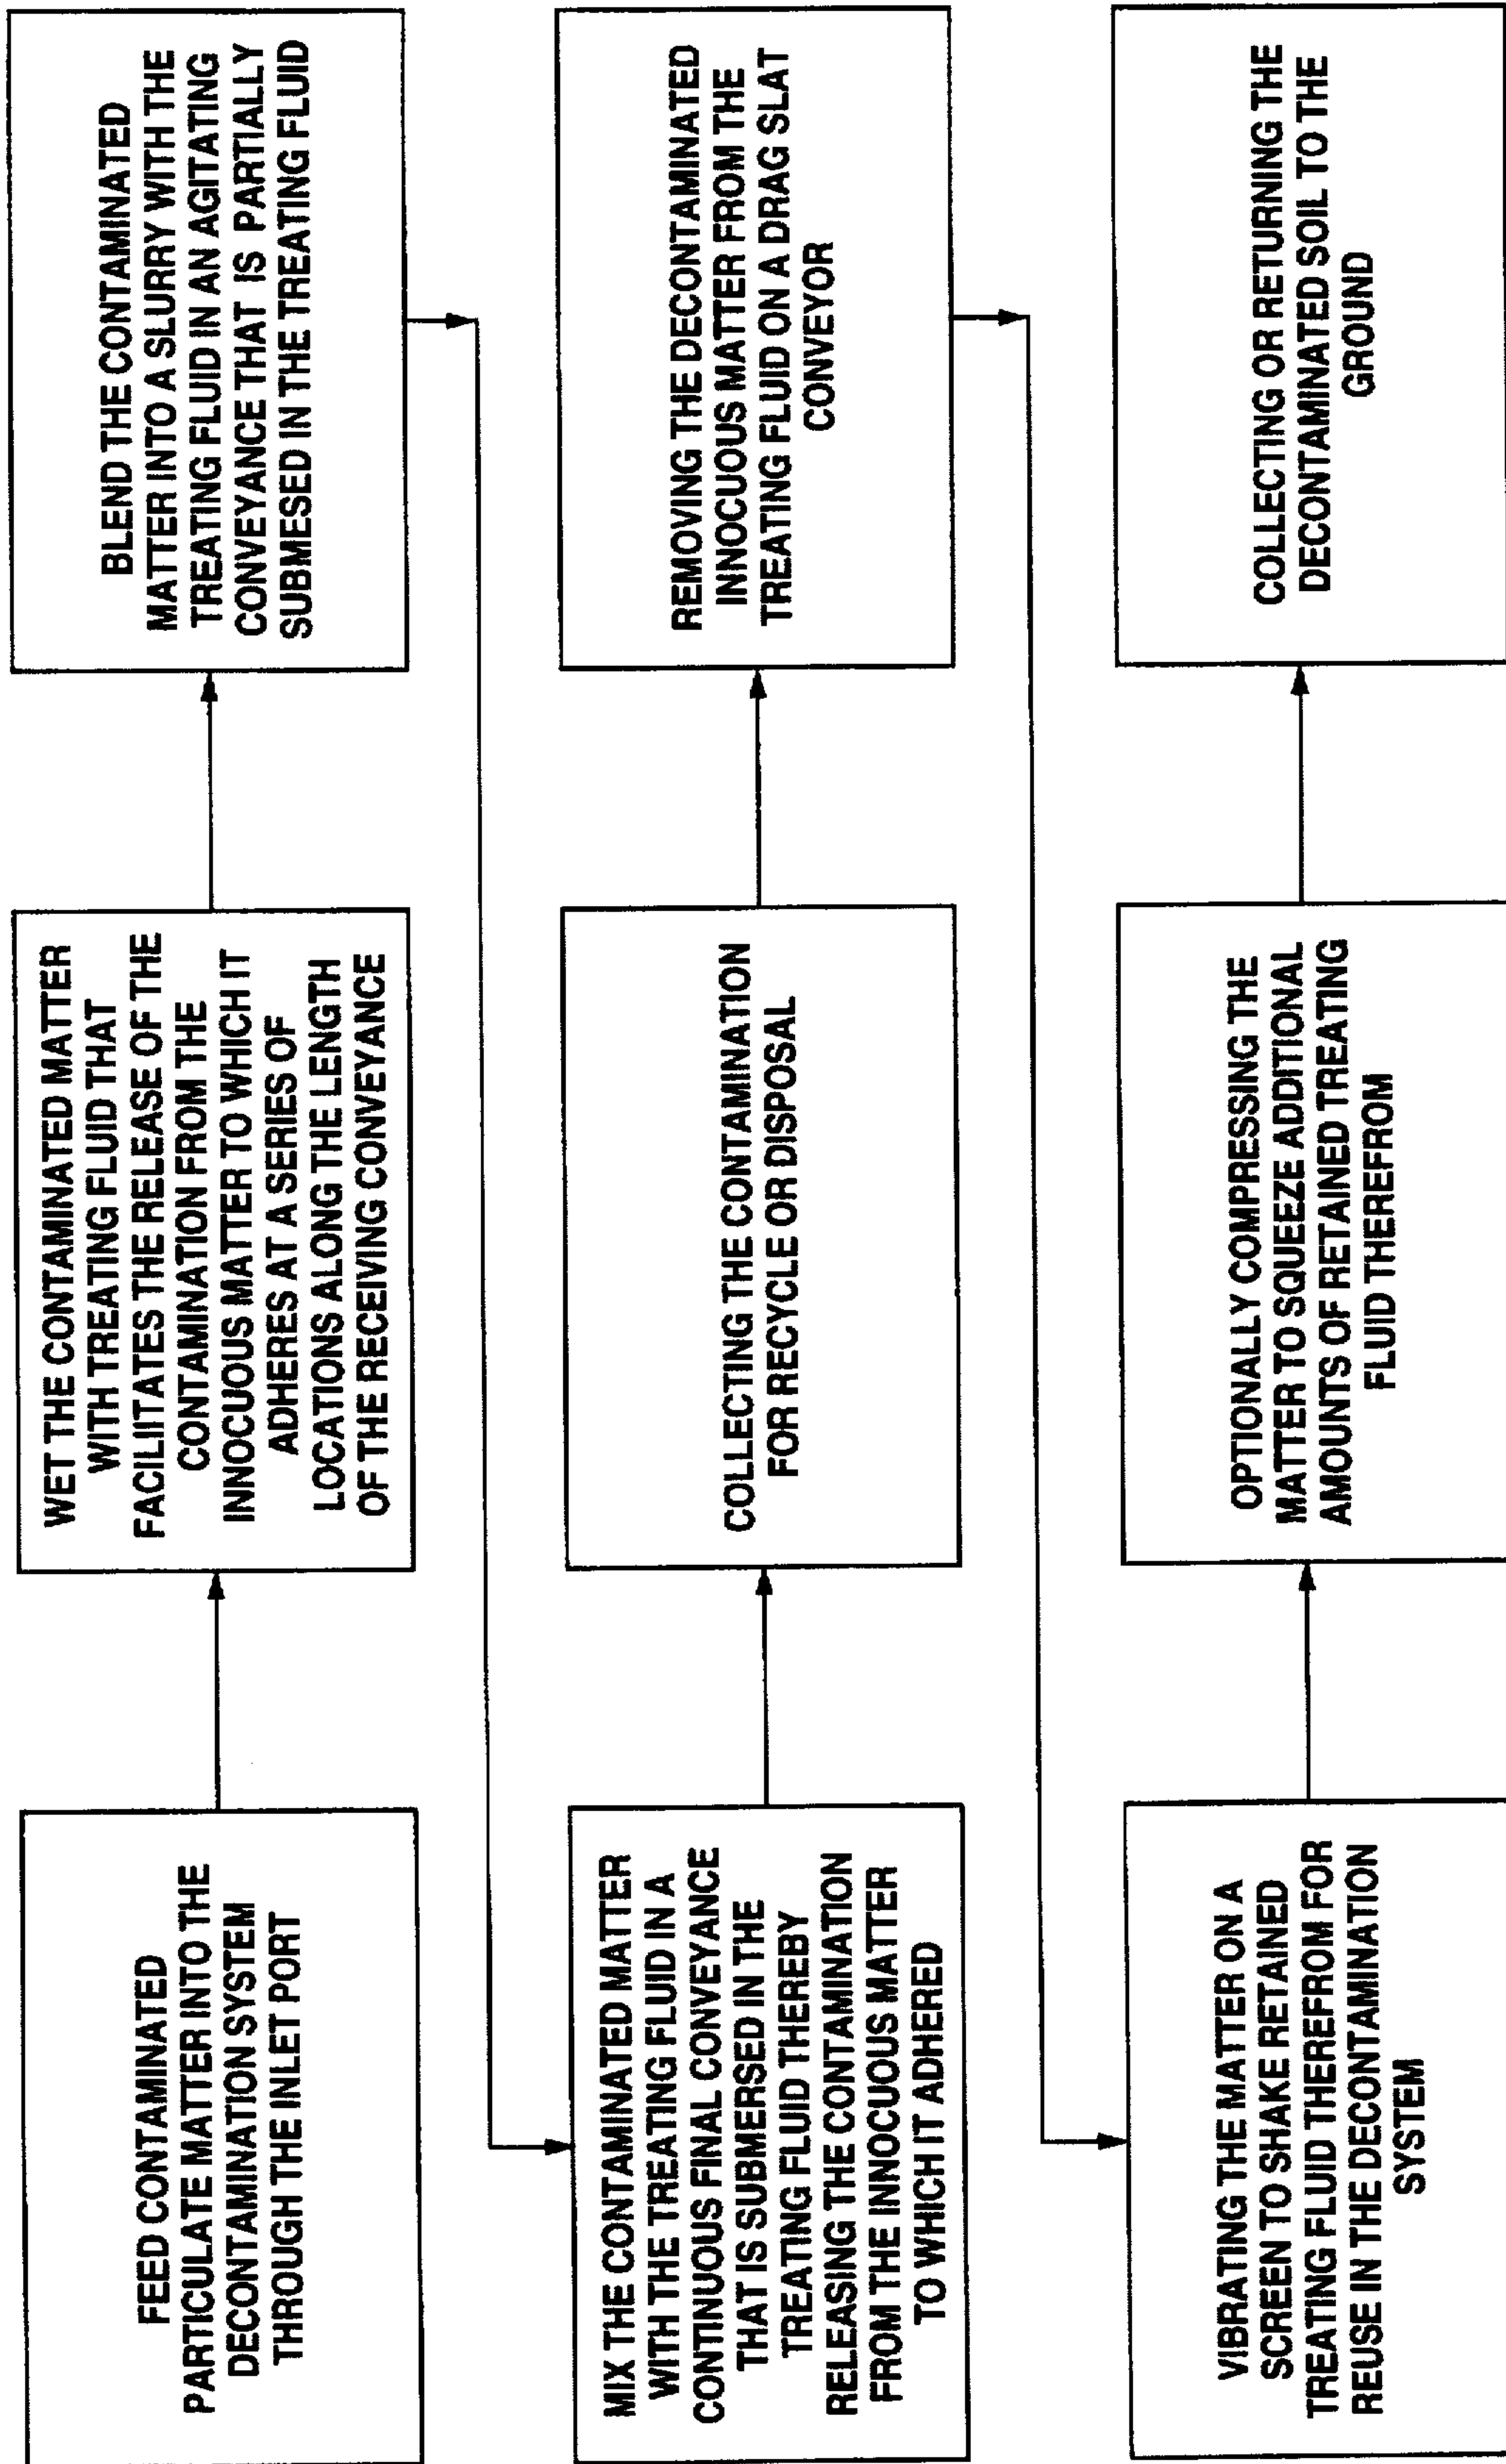 FEED CONTAMINATED
PARTICULATE MATTER INTO THE
DECONTAMINATION SYSTEM
THROUGH THE INLET PORT
WET THE CONTAMINATED MATTER
WITH TREATING FLUID THAT
FACILIITATES THE RELEASE OF THE
CONTAMINATION FROM THE
INNOCUOUS MATTER TO WHICH IT
ADHERES AT A SERIES OF
LOCATIONS ALONG THE LENGTH
OF THE RECEIVING CONVEYANCE
BLEND THE CONTAMINATED
MATTER INTO A SLURRY WITH THE
TREATING FLUID IN AN AGITATING
CONVEYANCE THAT IS PARTIALLY
SUBMESED IN THE TREATING FLUID
MIX THE CONTAMINATED MATTER
WITH THE TREATING FLUID IN A
CONTINUOUS FINAL CONVEYANCE
THAT IS SUBMERSED IN THE
TREATING FLUID THEREBY
RELEASING THE CONTAMINATION
FROM THE INNOCUOUS MATTER
TO WHICH IT ADHERED
COLLECTING THE CONTAMINATION
FOR RECYCLE OR DISPOSAL
REMOVING THE DECONTAMINATED
INNOCUOUS MATTER FROM THE
TREATING FLUID ON A DRAG SLAT
CONVEYOR
VIBRATING THE MATTER ON A
SCREEN TO SHAKE RETAINED
TREATING FLUID THEREFROM FOR
REUSE IN THE DECONTAMINATION
SYSTEM
OPTIONALLY COMPRESSING THE
MATTER TO SQUEEZE ADDITIONAL
AMOUNTS OF RETAINED TREATING
FLUID THEREFROM
COLLECTING OR RETURNING THE
DECONTAMINATED SOIL TO THE
GROUND